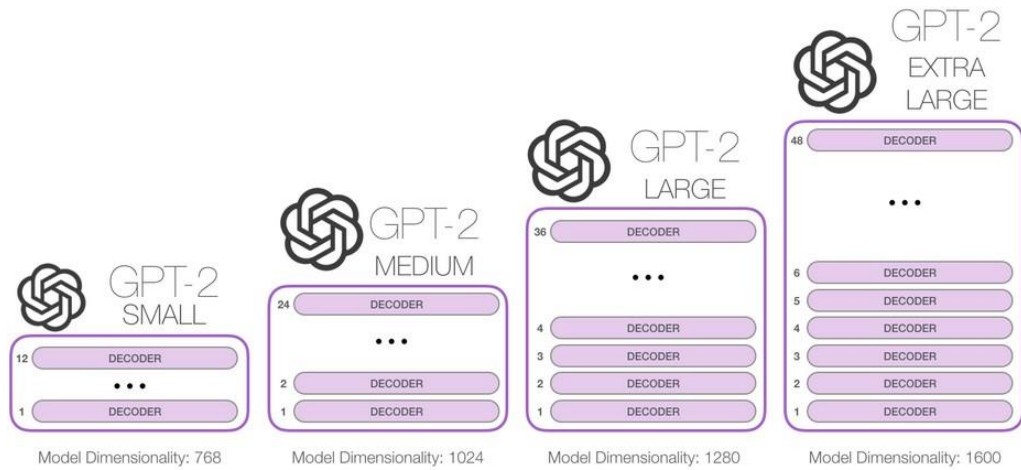 GPT-2
SMALL
12 DECODER
...
1 DECODER
Model Dimensionality: 768
GPT-2
MEDIUM
24 DECODER
...
2 DECODER
1 DECODER
Model Dimensionality: 1024
GPT-2
LARGE
36 DECODER
...
4 DECODER
3 DECODER
2 DECODER
1 DECODER
Model Dimensionality: 1280
GPT-2
EXTRA
LARGE
48 DECODER
...
6 DECODER
5 DECODER
4 DECODER
3 DECODER
2 DECODER
1 DECODER
Model Dimensionality: 1600